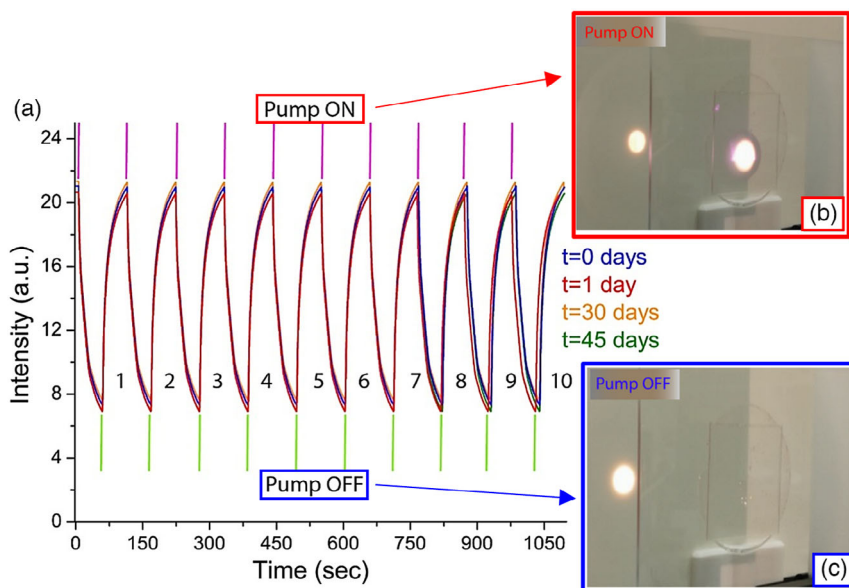 (a)
Pump ON
24
20
16
12
8
4
0
Intensity (a.u.)
1 2 3 4 5 6 7 8 9 10
Pump OFF
0 150 300 450 600 750 900 1050
Time (sec)
Pump ON
(b)
t=0 days
t=1 day
t=30 days
t=45 days
Pump OFF
(c)